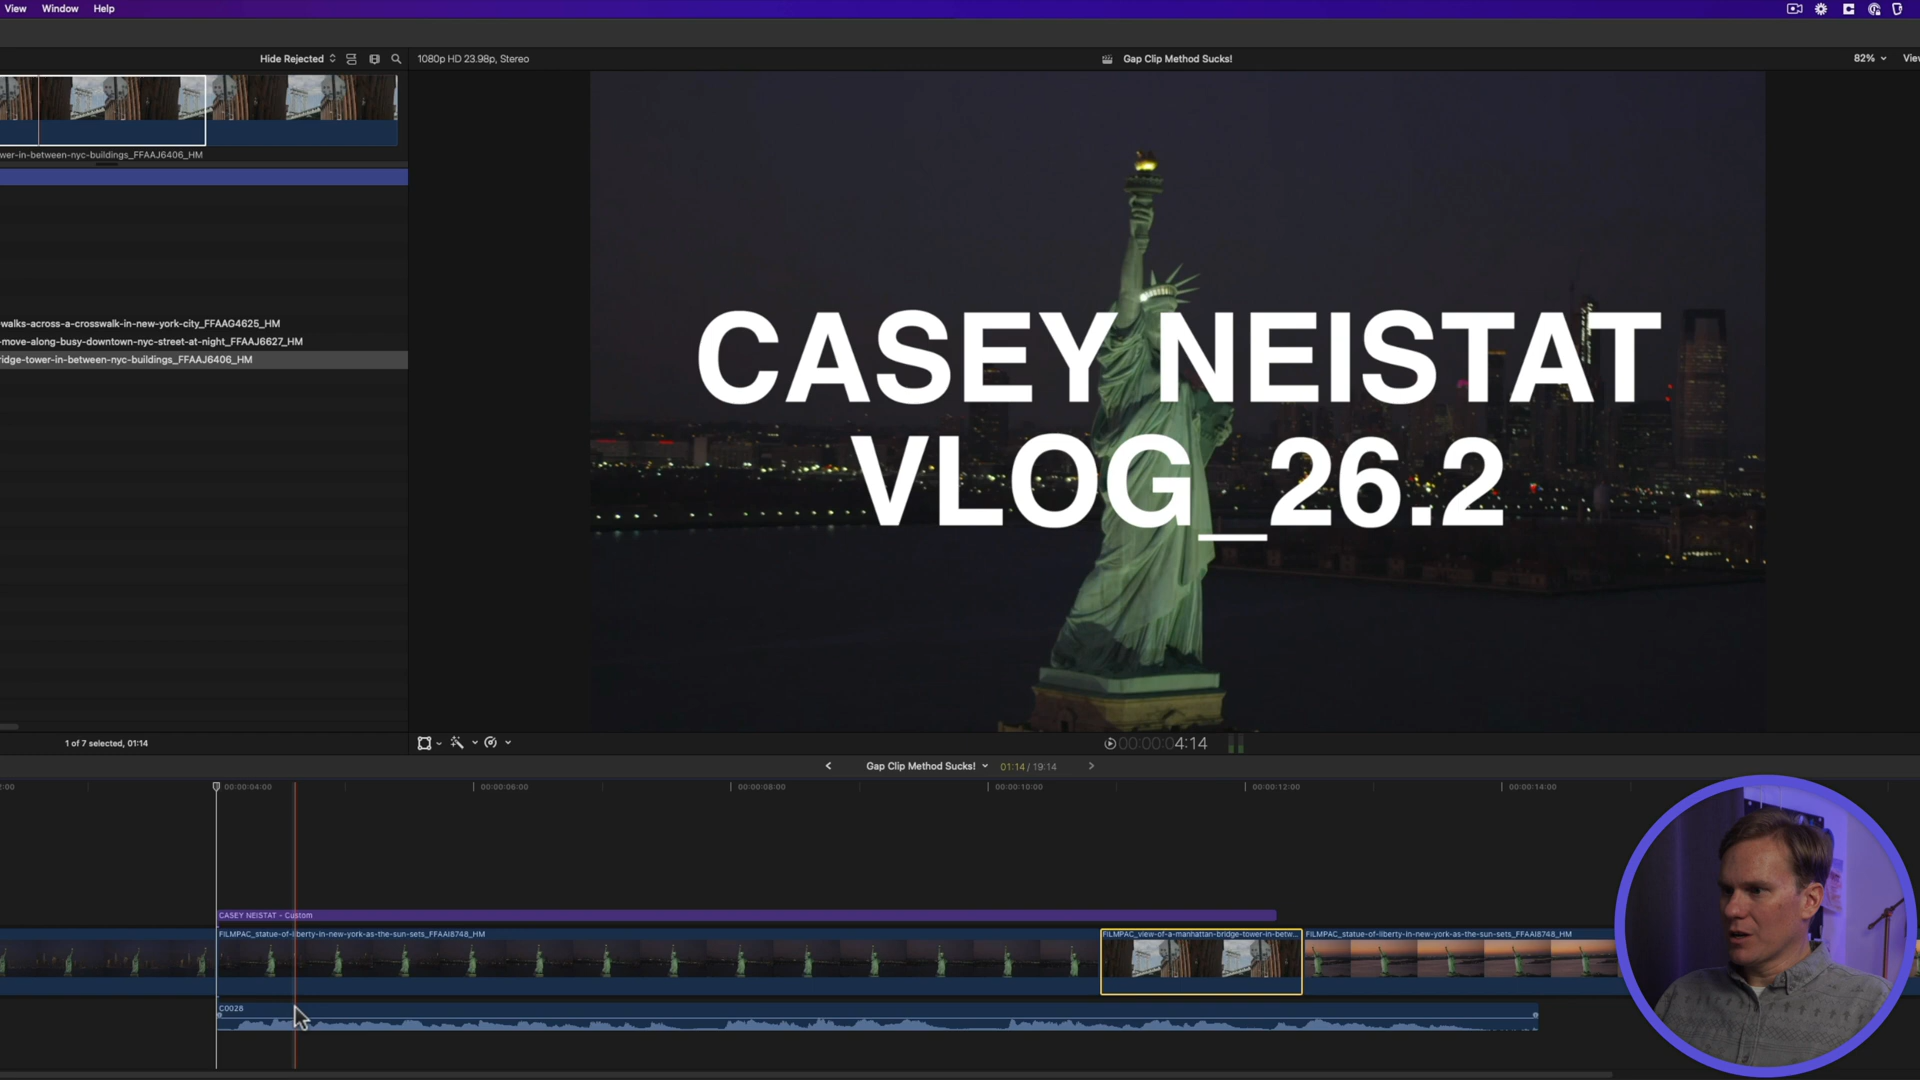 View Window Help
Hide Rejected
1080p HD 23.98p, Stereo
Gap Clip Method Sucks!
82%
View
wer-in-between-nyc-buildings_FFAAJ6406_HM
CASEY NEISTAT
VLOG_26.2
-walks-across-a-crosswalk-in-new-york-city_FFAAG4625_HM
-move-along-busy-downtown-nyc-street-at-night_FFAAJ6627_HM
ridge-tower-in-between-nyc-buildings_FFAAJ6406_HM
1 of 7 selected, 01:14
00:00:04:14
Gap Clip Method Sucks!
01:14 / 19:14
2:00
00:00:04:00
00:00:06:00
00:00:08:00
00:00:10:00
00:00:12:00
00:00:14:00
CASEY NEISTAT - Custom
FILMPAC_statue-of-liberty-in-new-york-as-the-sun-sets_FFAAI8748_HM
FILMPAC_view-of-a-manhattan-bridge-tower-in-betw...
FILMPAC_statue-of-liberty-in-new-york-as-the-sun-sets_FFAAI8748_HM
C0028